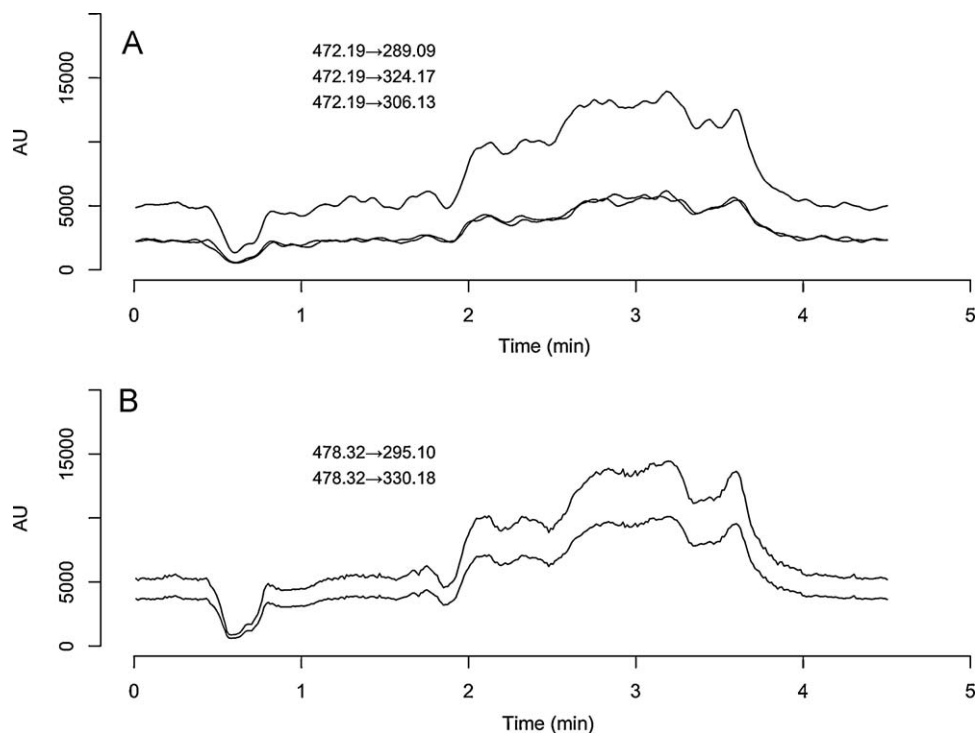 A
472.19→289.09
472.19→324.17
472.19→306.13
AU
15000
5000
0
0 1 2 3 4 5
Time (min)
B
478.32→295.10
478.32→330.18
AU
15000
5000
0
0 1 2 3 4 5
Time (min)